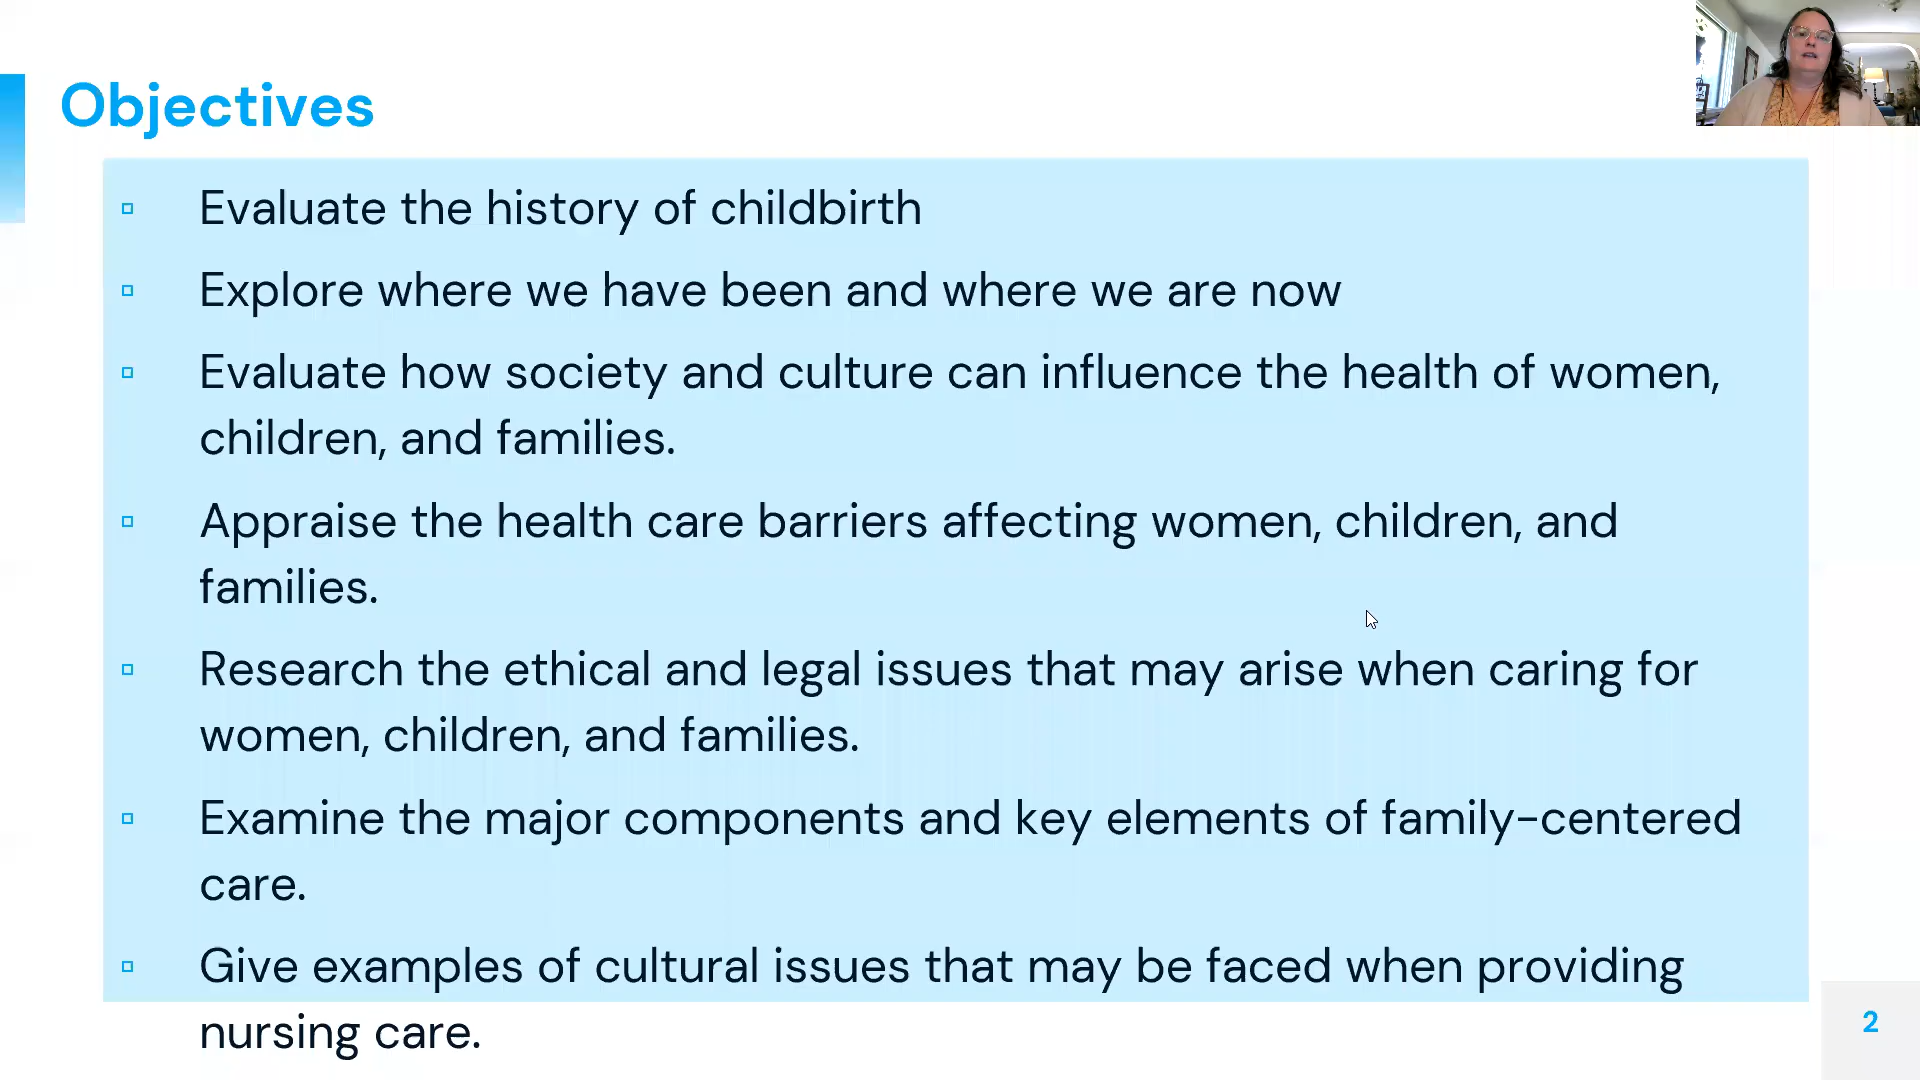 Objectives
Evaluate the history of childbirth
Explore where we have been and where we are now
Evaluate how society and culture can influence the health of women,
children, and families.
Appraise the health care barriers affecting women, children, and
families.
Research the ethical and legal issues that may arise when caring for
women, children, and families.
Examine the major components and key elements of family-centered
care.
Give examples of cultural issues that may be faced when providing
nursing care.
2